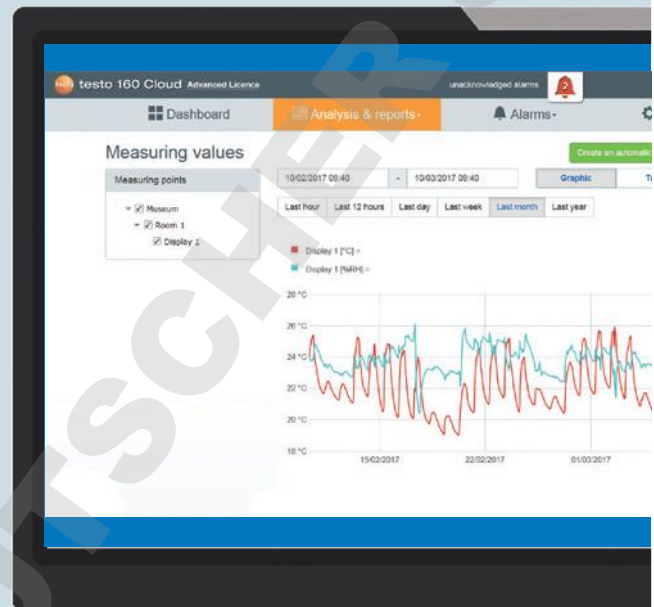 testo 160 Cloud Advanced Licence
unacknowledged alarms
2
Dashboard
Analysis & reports
Alarms
Measuring values
Create an automatic
Measuring points
Museum
Room 1
Display 1
10/02/2017 09:40 - 10/03/2017 09:40
Graphic
Last hour Last 12 hours Last day Last week Last month Last year
Display 1 [°C]
Display 1 [%RH]
28 °C
26 °C
24 °C
22 °C
20 °C
18 °C
15/02/2017 22/02/2017 01/03/2017
UTSCHER